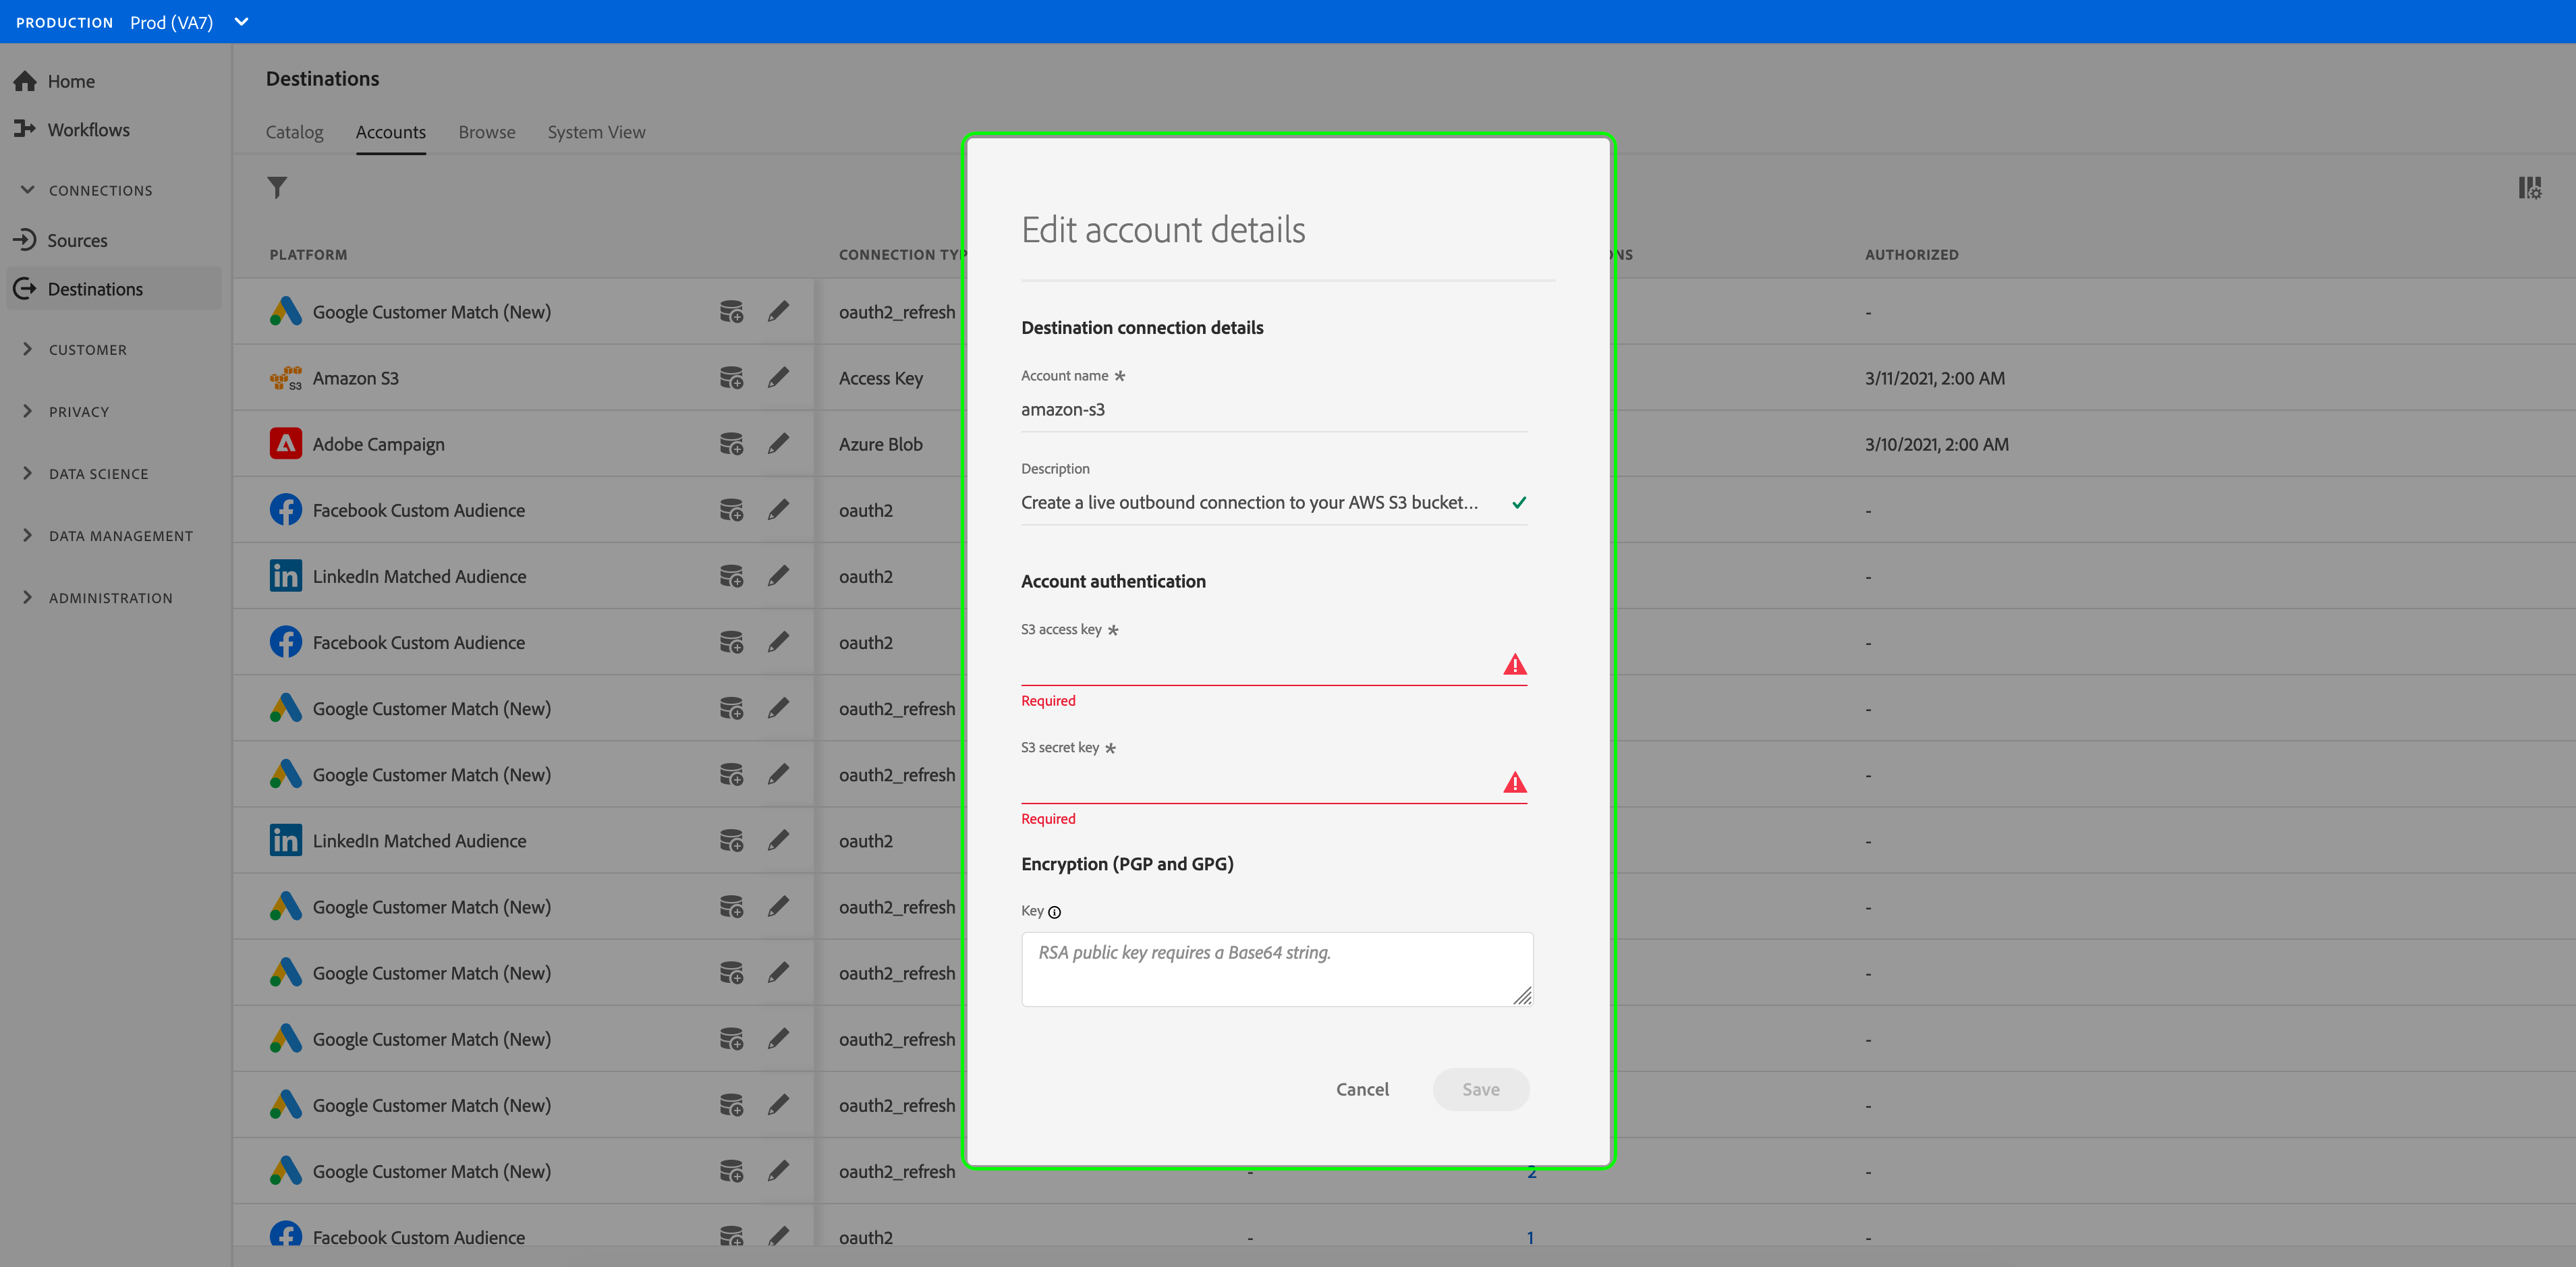 PRODUCTION Prod (VA7)
Home
Workflows
CONNECTIONS
Sources
Destinations
CUSTOMER
PRIVACY
DATA SCIENCE
DATA MANAGEMENT
ADMINISTRATION
Destinations
Catalog Accounts Browse System View
PLATFORM CONNECTION TYP NS AUTHORIZED
Google Customer Match (New) oauth2_refresh -
S3 Amazon S3 Access Key 3/11/2021, 2:00 AM
Adobe Campaign Azure Blob 3/10/2021, 2:00 AM
Facebook Custom Audience oauth2 -
in LinkedIn Matched Audience oauth2 -
Facebook Custom Audience oauth2 -
Google Customer Match (New) oauth2_refresh -
Google Customer Match (New) oauth2_refresh -
in LinkedIn Matched Audience oauth2 -
Google Customer Match (New) oauth2_refresh -
Google Customer Match (New) oauth2_refresh -
Google Customer Match (New) oauth2_refresh -
Google Customer Match (New) oauth2_refresh -
Google Customer Match (New) oauth2_refresh - 2 -
Facebook Custom Audience oauth2 - 1 -
Edit account details
Destination connection details
Account name *
amazon-s3
Description
Create a live outbound connection to your AWS S3 bucket...
Account authentication
S3 access key *
Required
S3 secret key *
Required
Encryption (PGP and GPG)
Key
RSA public key requires a Base64 string.
Cancel Save